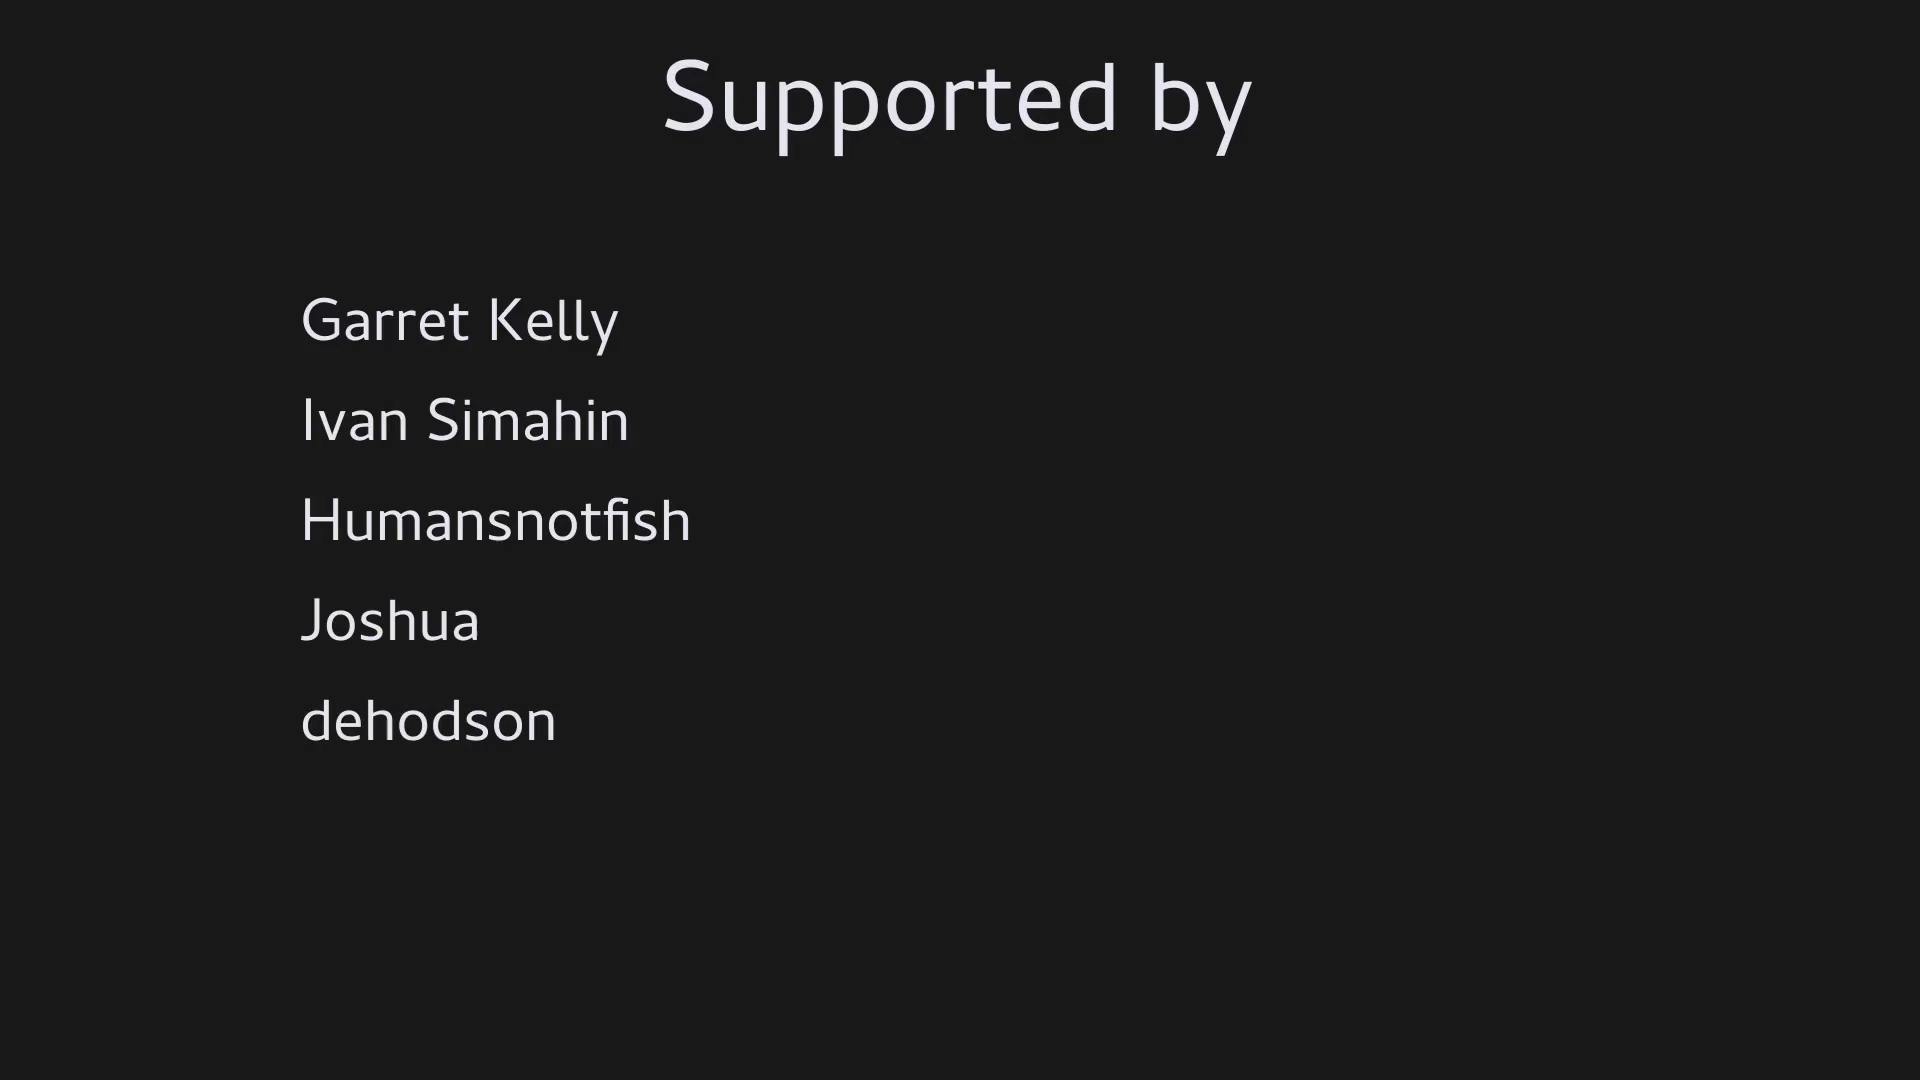 Supported by
Garret Kelly
Ivan Simahin
Humansnotfish
Joshua
dehodson